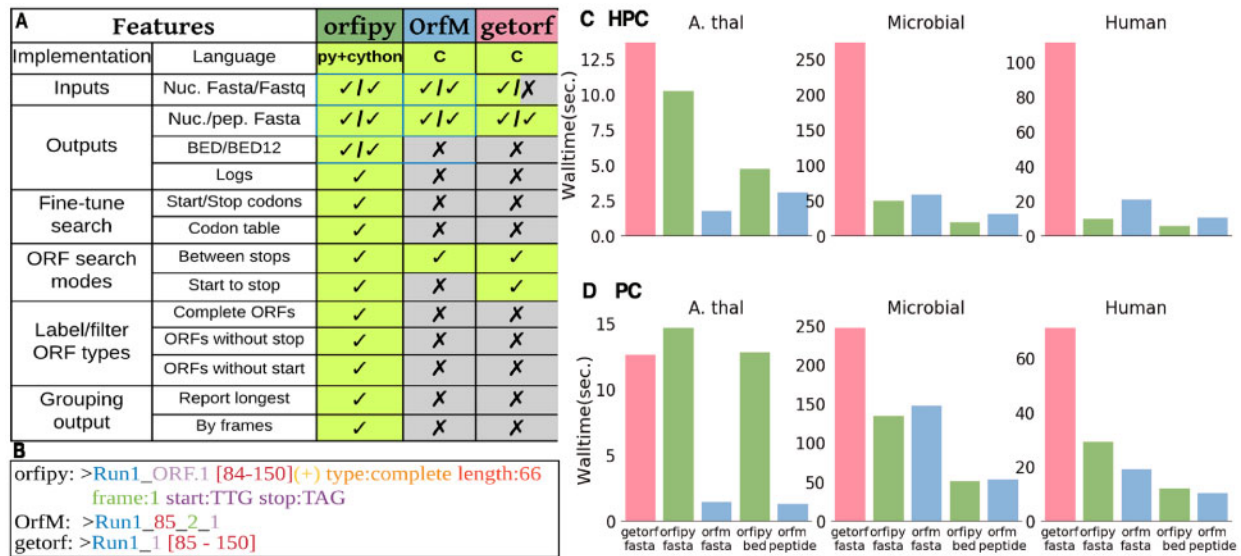 A
Features orfipy OrfM getorf
Implementation Language py+cython C C
Inputs Nuc. Fasta/Fastq ✓/✓ ✓/✓ ✓/✗
Outputs Nuc./pep. Fasta ✓/✓ ✓/✓ ✓/✓
BED/BED12 ✓/✓ ✗ ✗
Logs ✓ ✗ ✗
Fine-tune search Start/Stop codons ✓ ✗ ✗
Codon table ✓ ✗ ✗
ORF search modes Between stops ✓ ✓ ✓
Start to stop ✓ ✗ ✓
Label/filter ORF types Complete ORFs ✓ ✗ ✗
ORFs without stop ✓ ✗ ✗
ORFs without start ✓ ✗ ✗
Grouping output Report longest ✓ ✗ ✗
By frames ✓ ✗ ✗
B
orfipy: >Run1_ORF.1 [84-150](+) type:complete length:66
frame:1 start:TTG stop:TAG
OrfM: >Run1_85_2_1
getorf: >Run1_1 [85 - 150]
C HPC
A. thal
Walltime(sec.)
12.5
10.0
7.5
5.0
2.5
0.0
Microbial
250
200
150
100
50
0
Human
100
80
60
40
20
0
D PC
A. thal
Walltime(sec.)
15
12
10
8
5
2
0
getorf fasta
orfipy fasta
orfm fasta
orfipy bed
orfm peptide
Microbial
250
200
150
100
50
0
getorf fasta
orfipy fasta
orfm fasta
orfipy bed
orfm peptide
Human
60
40
20
0
getorf fasta
orfipy fasta
orfm fasta
orfipy bed
orfm peptide